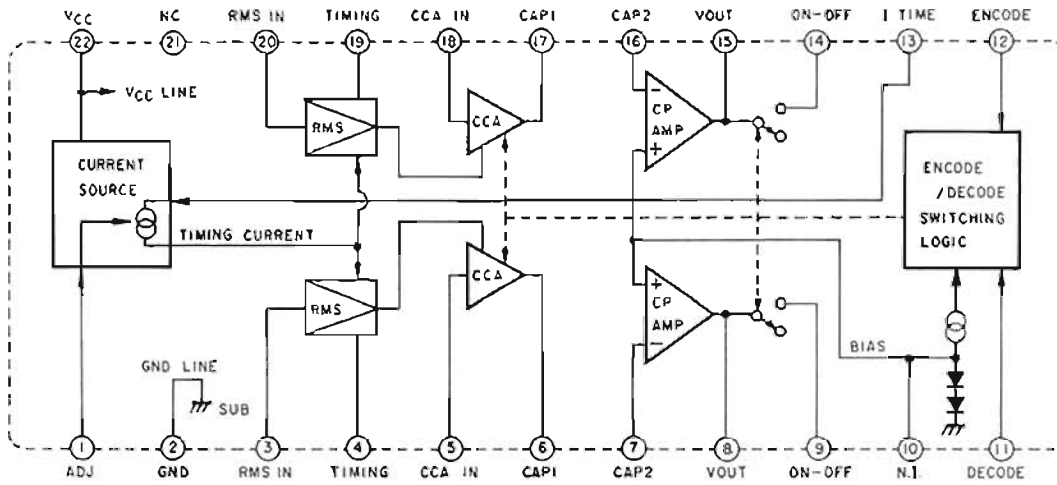 VCC NC RMS IN TIMING CCA IN CAP1 CAP2 VOUT ON-OFF I TIME ENCODE
22 21 20 19 18 17 16 15 14 13 12
VCC LINE
CURRENT
SOURCE
TIMING CURRENT
RMS
CCA
CP
AMP
ENCODE
/DECODE
SWITCHING
LOGIC
RMS
CCA
CP
AMP
BIAS
GND LINE
SUB
1 2 3 4 5 6 7 8 9 10 11
ADJ GND RMS IN TIMING CCA IN CAP1 CAP2 VOUT ON-OFF N.I. DECODE